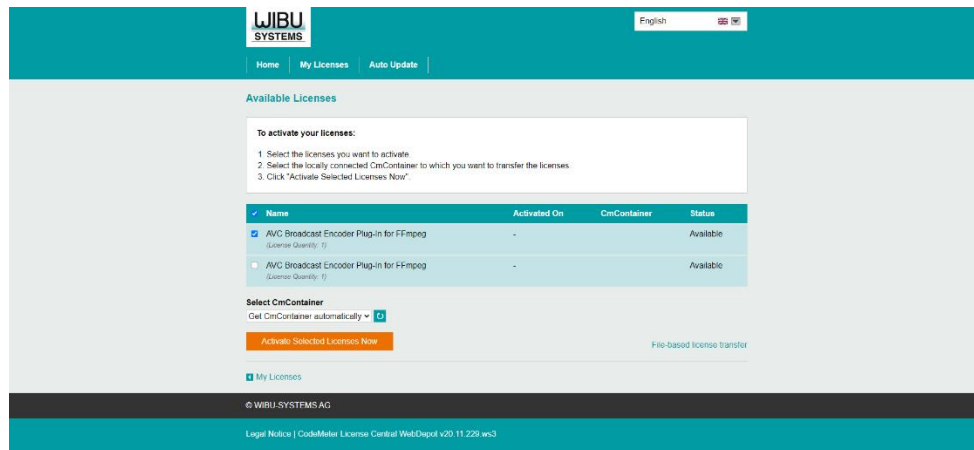 WIBU
SYSTEMS
English
Home
My Licenses
Auto Update
Available Licenses
To activate your licenses:
1. Select the licenses you want to activate.
2. Select the locally connected CmContainer to which you want to transfer the licenses.
3. Click "Activate Selected Licenses Now".
Name Activated On CmContainer Status
AVC Broadcast Encoder Plug-In for FFmpeg - Available
(License Quantity: 1)
AVC Broadcast Encoder Plug-In for FFmpeg - Available
(License Quantity: 1)
Select CmContainer
Get CmContainer automatically
Activate Selected Licenses Now
File-based license transfer
My Licenses
© WIBU-SYSTEMS AG
Legal Notice | CodeMeter License Central WebDepot v20.11.229.ws3